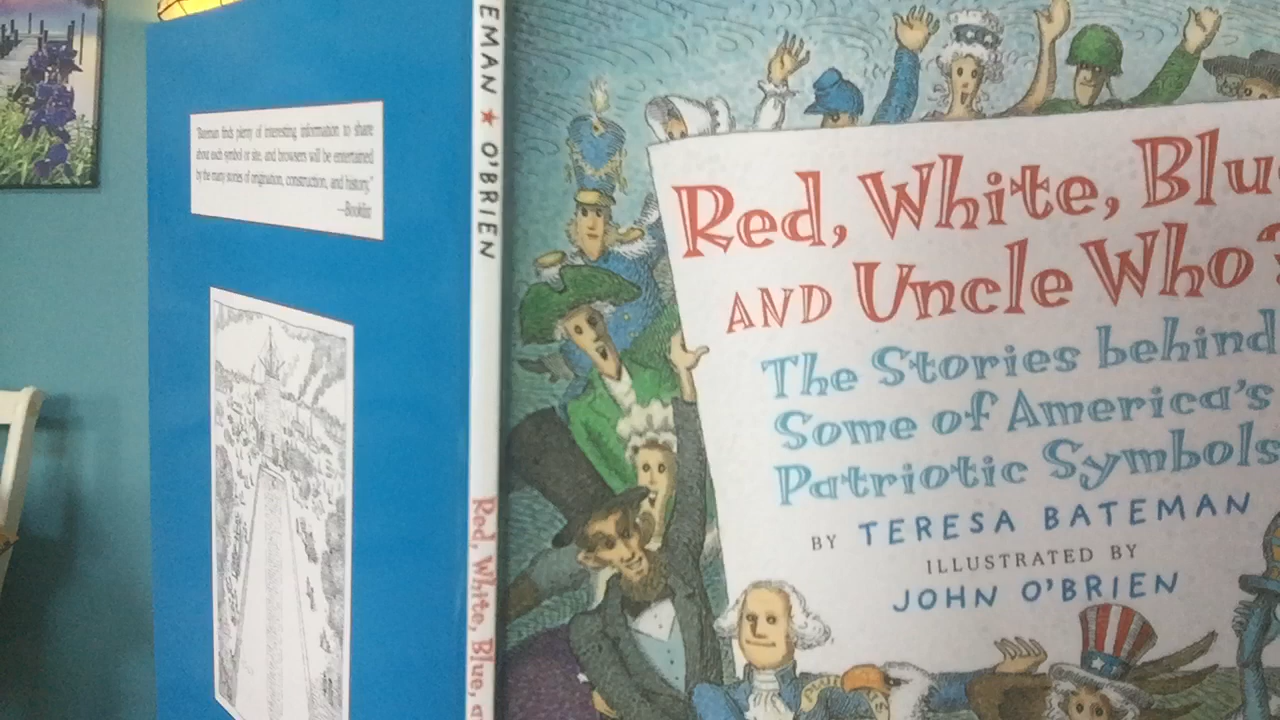 "Bateman finds plenty of interesting information to share
about each symbol or site, and browsers will be entertained
by the many stories of origination, construction, and history."
—Booklist
EMAN ★ O'BRIEN
Red, White, Blue, a
Red, White, Blu
AND Uncle Who?
The Stories behind
Some of America's
Patriotic Symbols
BY TERESA BATEMAN
ILLUSTRATED BY
JOHN O'BRIEN